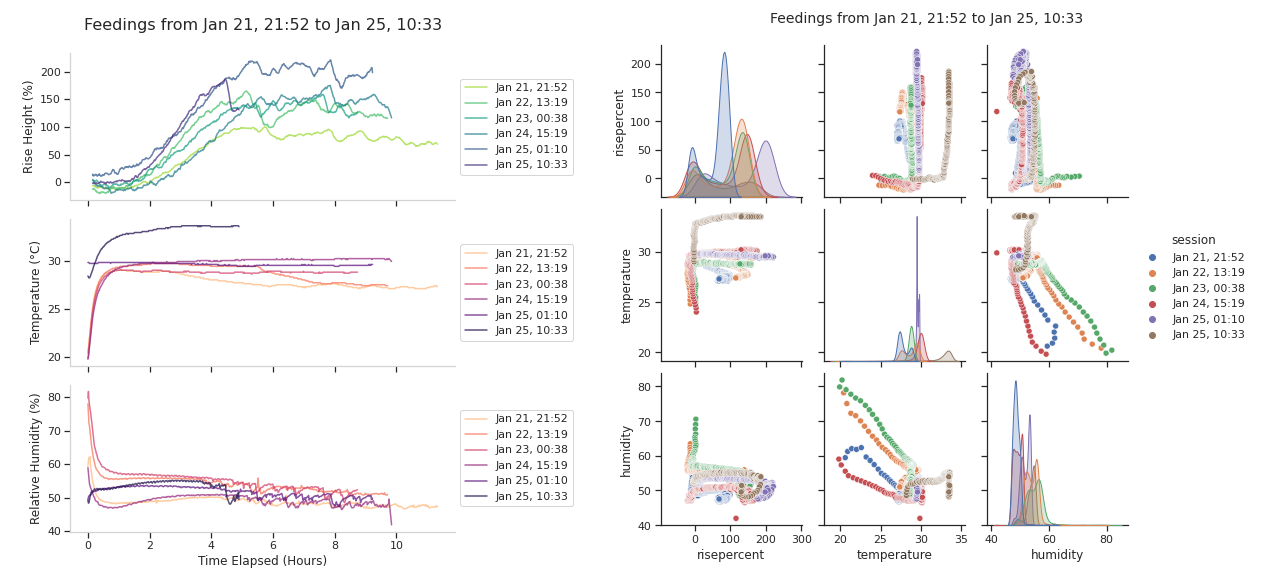 Feedings from Jan 21, 21:52 to Jan 25, 10:33
Rise Height (%)
200
150
100
50
0
Jan 21, 21:52
Jan 22, 13:19
Jan 23, 00:38
Jan 24, 15:19
Jan 25, 01:10
Jan 25, 10:33
Temperature (°C)
30
25
20
Jan 21, 21:52
Jan 22, 13:19
Jan 23, 00:38
Jan 24, 15:19
Jan 25, 01:10
Jan 25, 10:33
Relative Humidity (%)
80
70
60
50
40
Jan 21, 21:52
Jan 22, 13:19
Jan 23, 00:38
Jan 24, 15:19
Jan 25, 01:10
Jan 25, 10:33
0 2 4 6 8 10
Time Elapsed (Hours)
Feedings from Jan 21, 21:52 to Jan 25, 10:33
risepercent
200
150
100
50
0
temperature
30
25
20
humidity
80
70
60
50
40
0 100 200 300
risepercent
20 25 30 35
temperature
40 60 80
humidity
session
Jan 21, 21:52
Jan 22, 13:19
Jan 23, 00:38
Jan 24, 15:19
Jan 25, 01:10
Jan 25, 10:33